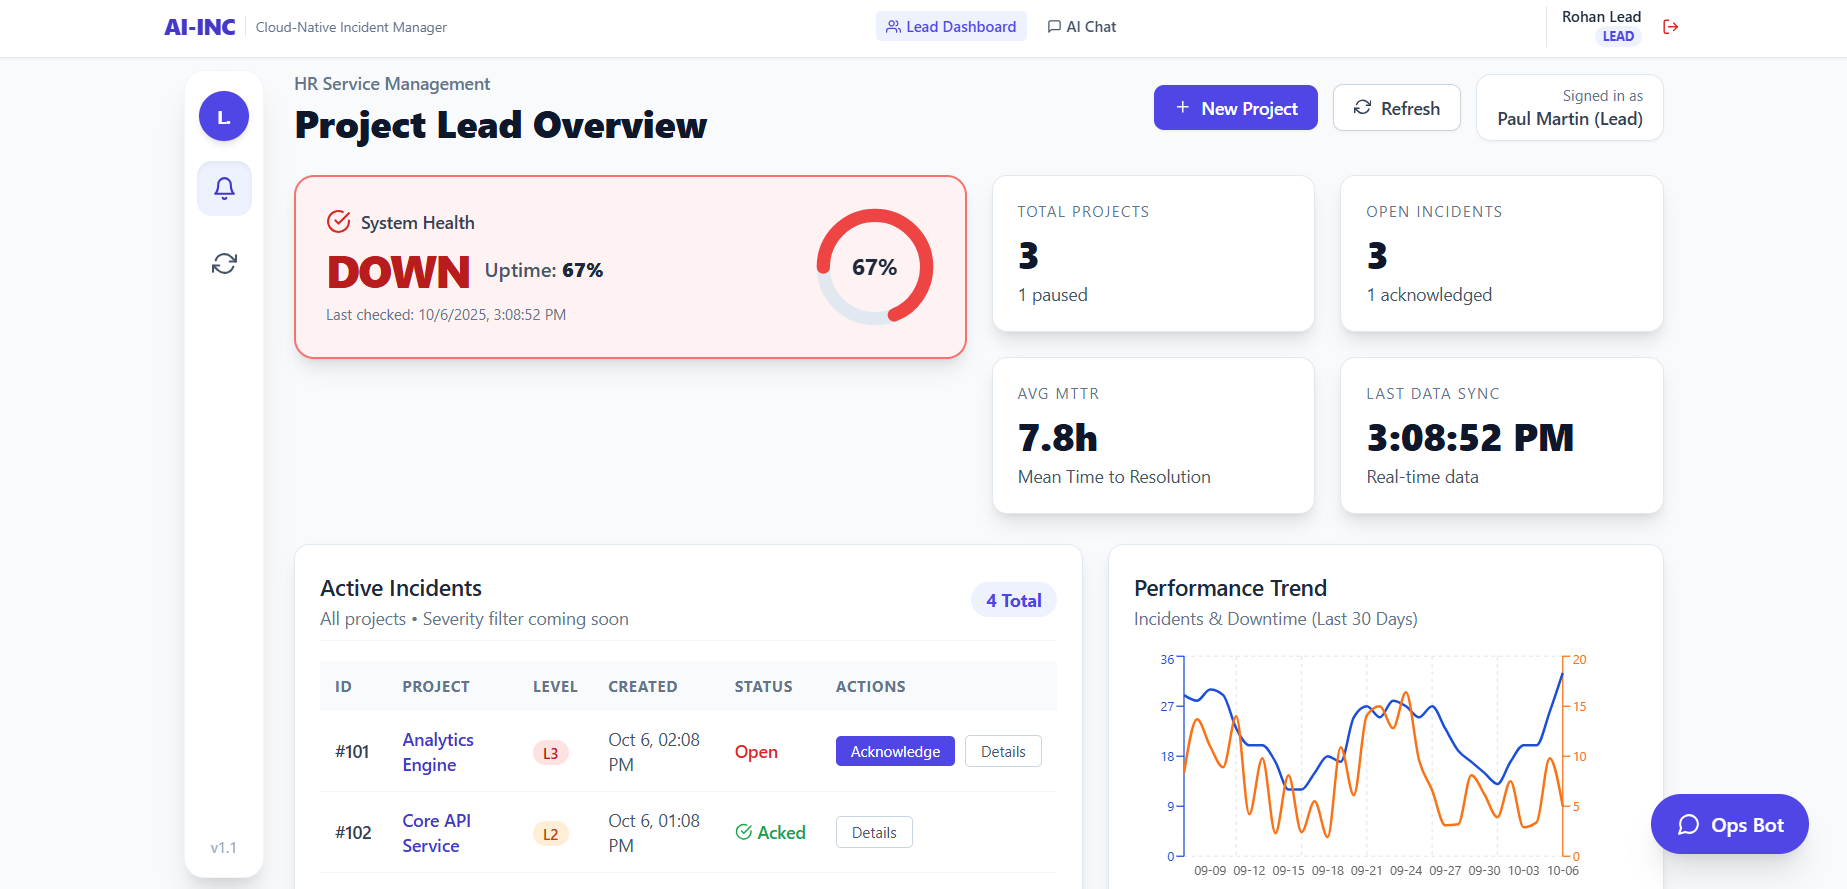 AI-INC
Cloud-Native Incident Manager
Lead Dashboard
AI Chat
Rohan Lead
LEAD
L.
HR Service Management
Project Lead Overview
New Project
Refresh
Signed in as
Paul Martin (Lead)
System Health
DOWN
Uptime: 67%
Last checked: 10/6/2025, 3:08:52 PM
67%
TOTAL PROJECTS
3
1 paused
OPEN INCIDENTS
3
1 acknowledged
AVG MTTR
7.8h
Mean Time to Resolution
LAST DATA SYNC
3:08:52 PM
Real-time data
Active Incidents
All projects • Severity filter coming soon
4 Total
ID PROJECT LEVEL CREATED STATUS ACTIONS
#101 Analytics Engine L3 Oct 6, 02:08 PM Open Acknowledge Details
#102 Core API Service L2 Oct 6, 01:08 PM Acked Details
Performance Trend
Incidents & Downtime (Last 30 Days)
36
27
18
9
0
20
15
10
5
0
09-09 09-12 09-15 09-18 09-21 09-24 09-27 09-30 10-03 10-06
Ops Bot
v1.1